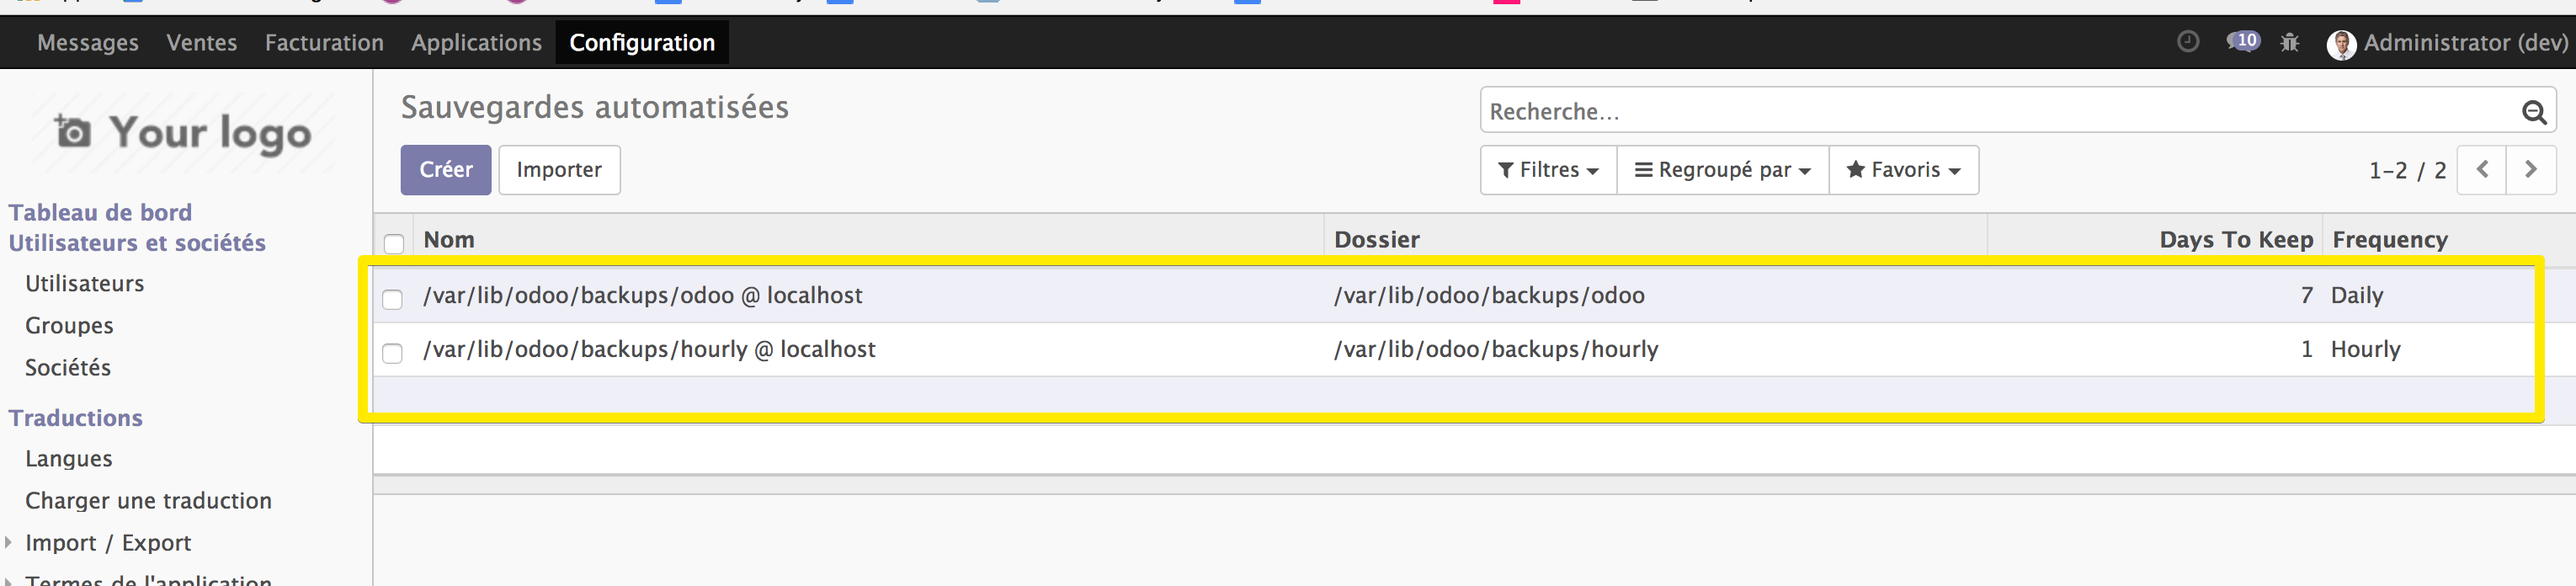 Messages Ventes Facturation Applications Configuration 10 Administrator (dev)
Your logo
Sauvegardes automatisées
Recherche...
Créer Importer
Filtres Regroupé par Favoris 1-2 / 2
Tableau de bord
Utilisateurs et sociétés
Utilisateurs
Groupes
Sociétés
Traductions
Langues
Charger une traduction
Import / Export
Termes de l'application
Nom Dossier Days To Keep Frequency
/var/lib/odoo/backups/odoo @ localhost /var/lib/odoo/backups/odoo 7 Daily
/var/lib/odoo/backups/hourly @ localhost /var/lib/odoo/backups/hourly 1 Hourly